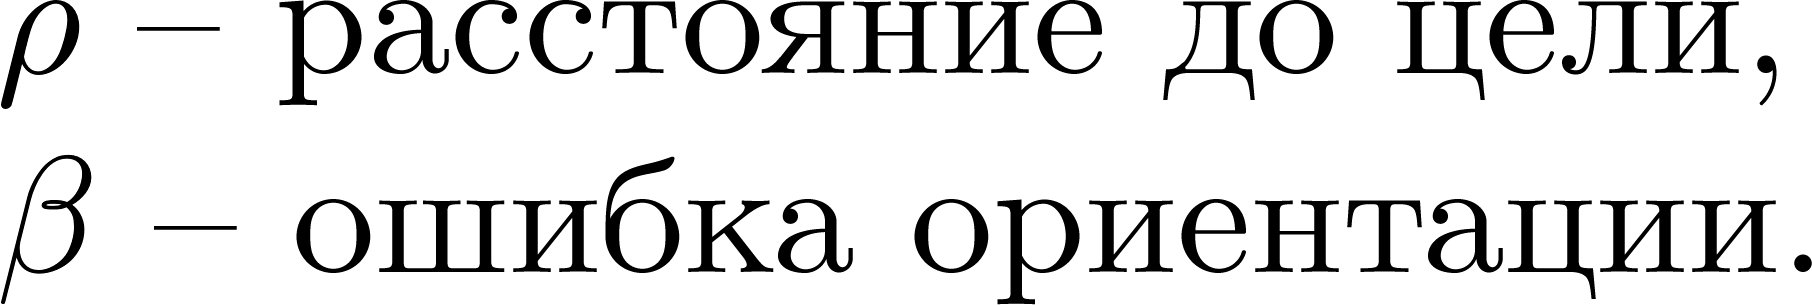 ρ – расстояние до цели,
β – ошибка ориентации.